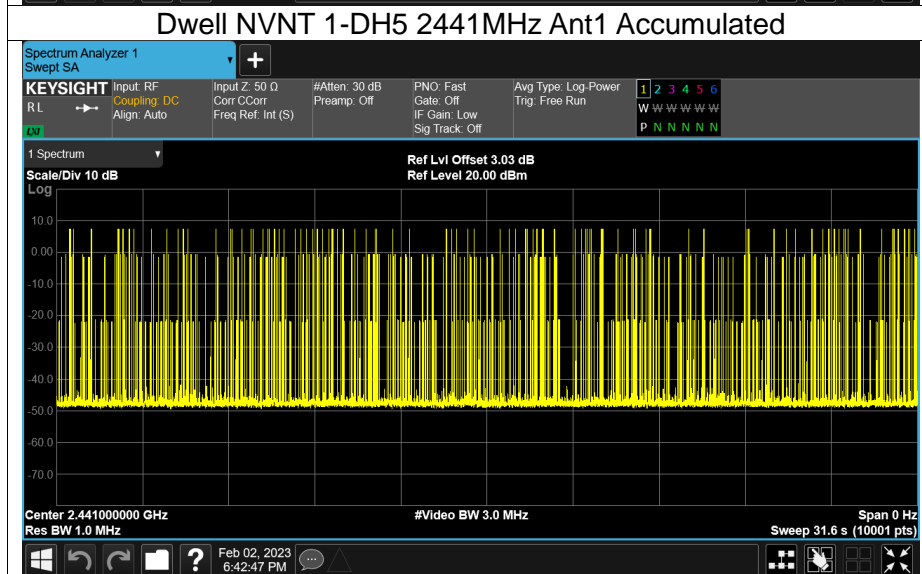 Dwell NVNT 1-DH5 2441MHz Ant1 Accumulated
Spectrum Analyzer 1
Swept SA
+
KEYSIGHT Input: RF Input Z: 50 Ω #Atten: 30 dB PNO: Fast Avg Type: Log-Power 1 2 3 4 5 6
R L Coupling: DC Corr CCorr Preamp: Off Gate: Off Trig: Free Run W W W W W W
Align: Auto Freq Ref: Int (S) IF Gain: Low
LXI Sig Track: Off P N N N N N
1 Spectrum Ref Lvl Offset 3.03 dB
Scale/Div 10 dB Ref Level 20.00 dBm
Log
10.0
0.00
-10.0
-20.0
-30.0
-40.0
-50.0
-60.0
-70.0
Center 2.441000000 GHz #Video BW 3.0 MHz Span 0 Hz
Res BW 1.0 MHz Sweep 31.6 s (10001 pts)
? Feb 02, 2023
6:42:47 PM